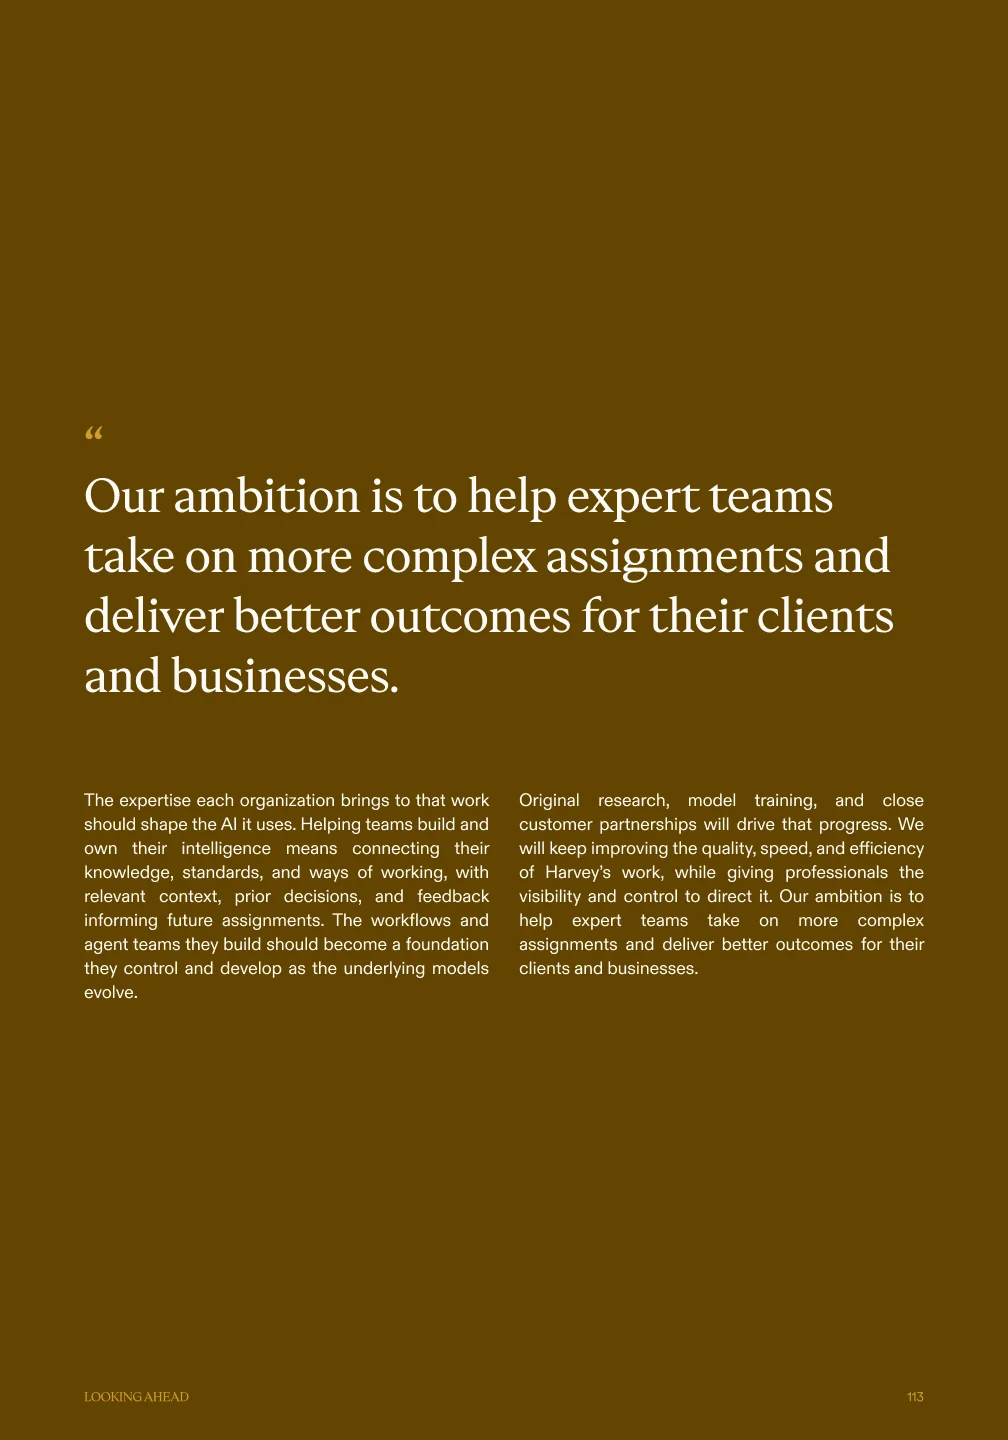 “
Our ambition is to help expert teams
take on more complex assignments and
deliver better outcomes for their clients
and businesses.
The expertise each organization brings to that work
should shape the AI it uses. Helping teams build and
own their intelligence means connecting their
knowledge, standards, and ways of working, with
relevant context, prior decisions, and feedback
informing future assignments. The workflows and
agent teams they build should become a foundation
they control and develop as the underlying models
evolve.
Original research, model training, and close
customer partnerships will drive that progress. We
will keep improving the quality, speed, and efficiency
of Harvey’s work, while giving professionals the
visibility and control to direct it. Our ambition is to
help expert teams take on more complex
assignments and deliver better outcomes for their
clients and businesses.
LOOKING AHEAD
113